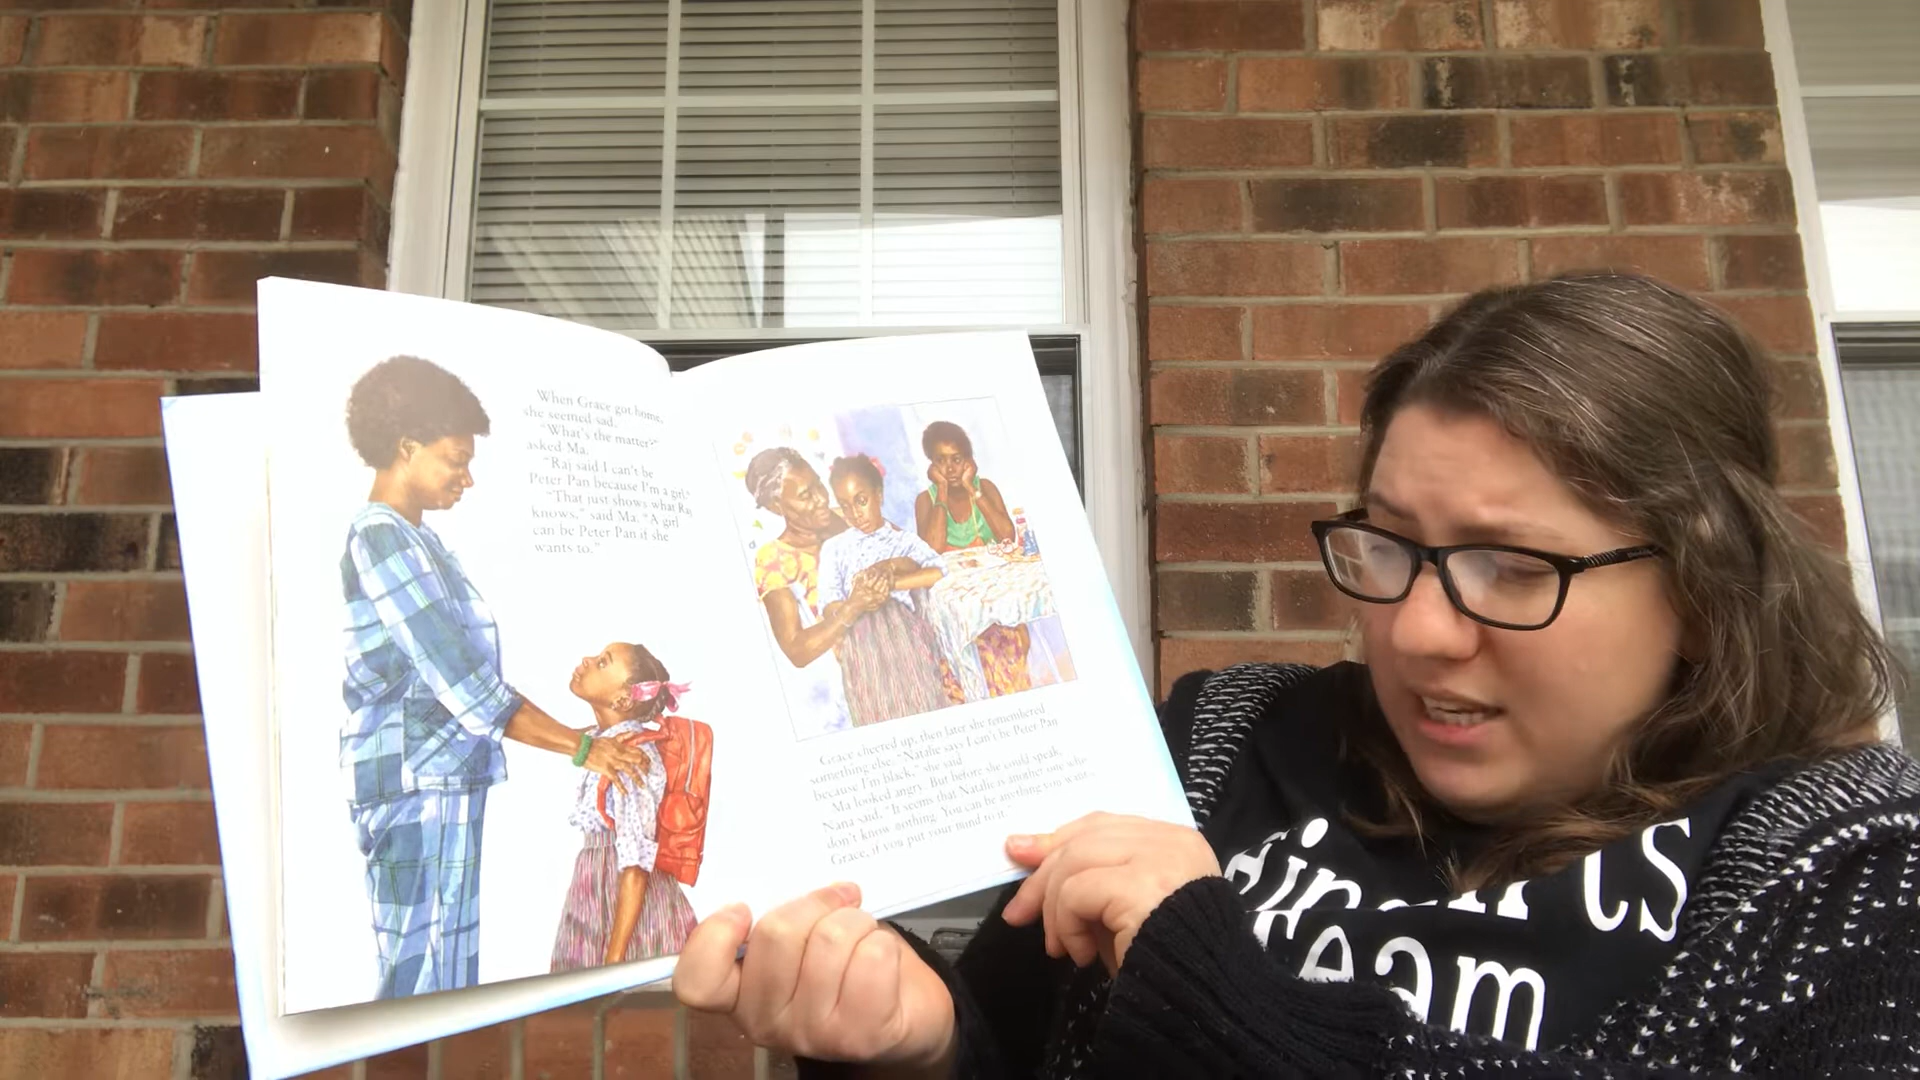 When Grace got home,
she seemed sad.
"What's the matter?"
asked Ma.
"Raj said I can't be
Peter Pan because I'm a girl."
"That just shows what Raj
knows," said Ma. "A girl
can be Peter Pan if she
wants to."
Grace cheered up, then later she remembered
something else. "Natalie says I can't be Peter Pan
because I'm black," she said.
Ma looked angry. But before she could speak,
Nana said, "It seems that Natalie is another one who
don't know nothing. You can be anything you want,
Grace, if you put your mind to it."
team